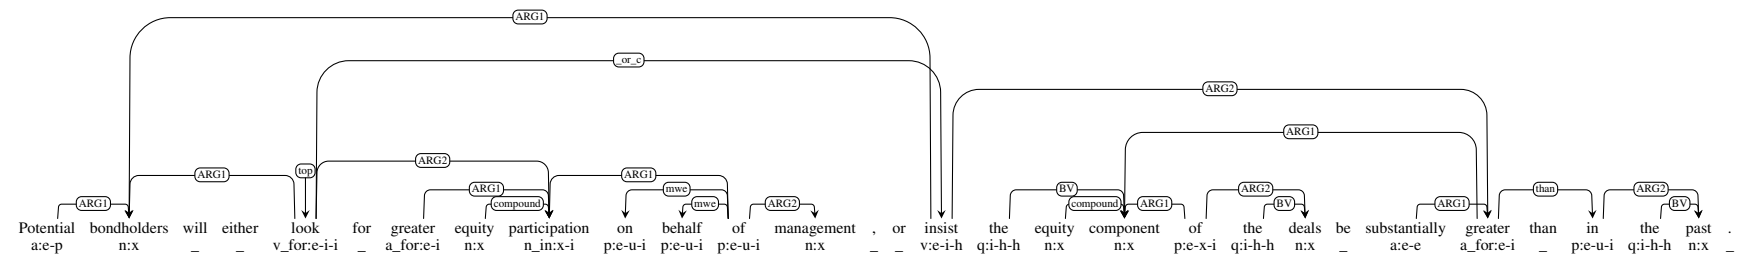 ARG1
_or_c
ARG2
ARG1
ARG2
top
ARG1 ARG1
ARG1 mwe BV ARG2 than ARG2
ARG1 compound mwe ARG2 compound ARG1 BV ARG1 BV
Potential bondholders will either look for greater equity participation on behalf of management , or insist the equity component of the deals be substantially greater than in the past .
a:e-p n:x _ _ v_for:e-i-i _ a_for:e-i n:x n_in:x-i p:e-u-i p:e-u-i p:e-u-i n:x _ _ v:e-i-h q:i-h-h n:x n:x p:e-x-i q:i-h-h n:x _ a:e-e a_for:e-i _ p:e-u-i q:i-h-h n:x _